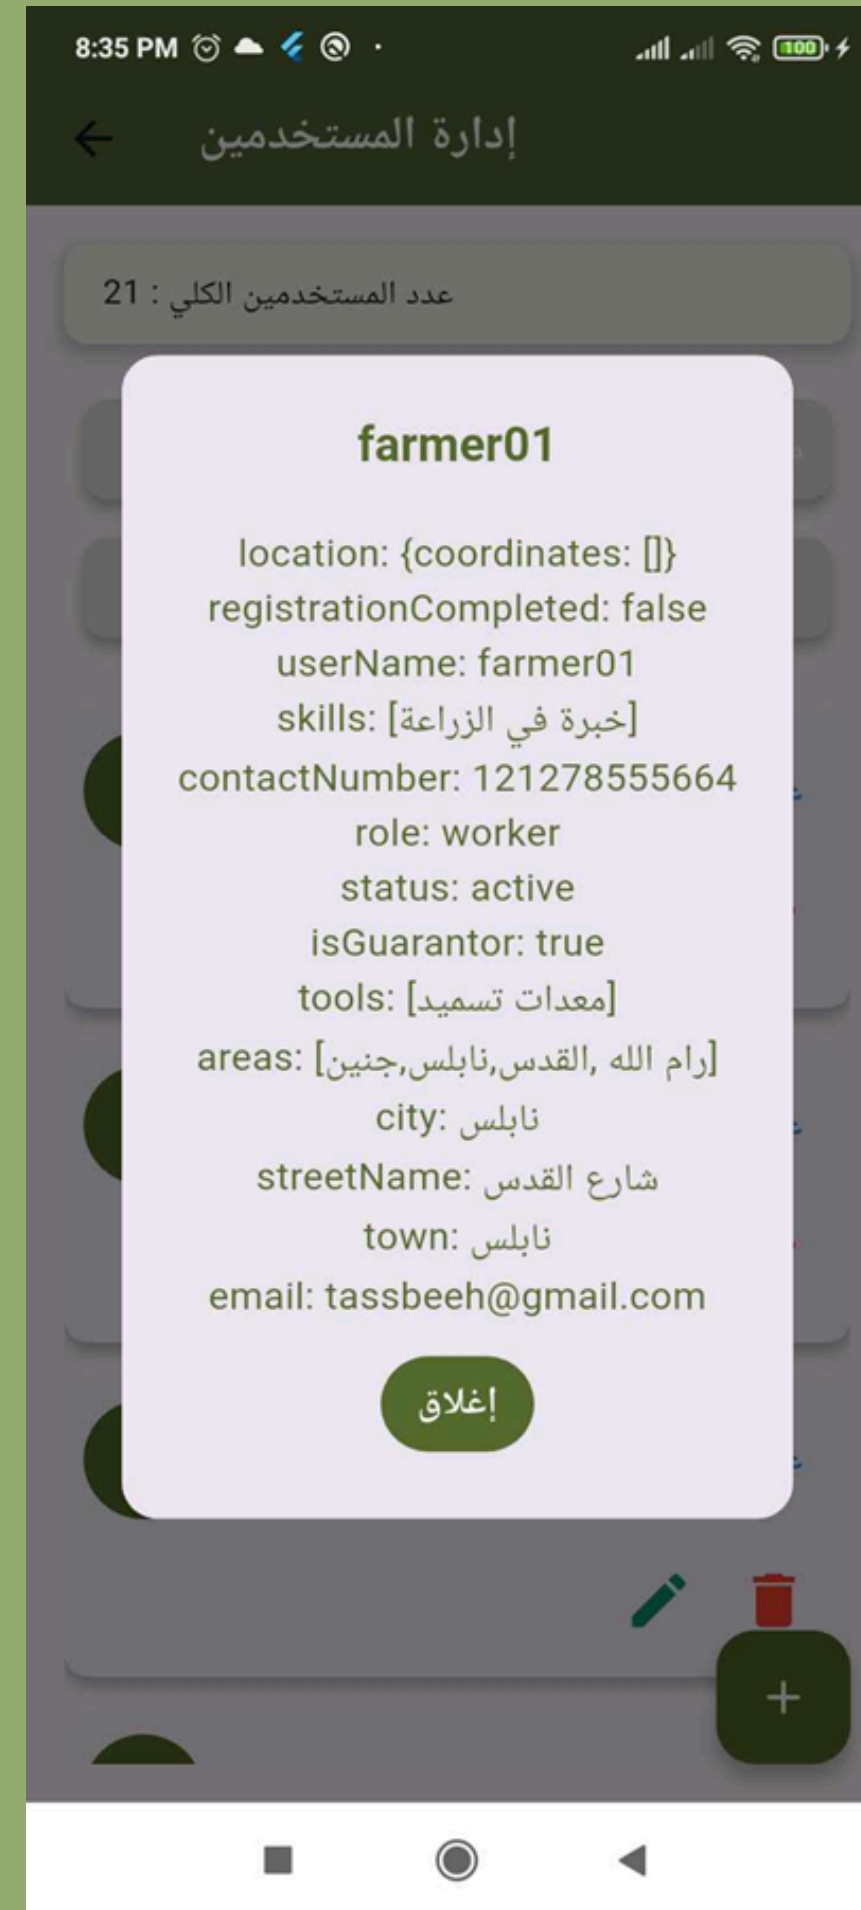 8:35 PM
100
إدارة المستخدمين
عدد المستخدمين الكلي : 21
farmer01
location: {coordinates: []}
registrationCompleted: false
userName: farmer01
skills: [خبرة في الزراعة]
contactNumber: 121278555664
role: worker
status: active
isGuarantor: true
tools: [معدات تسميد]
areas: [رام الله ,القدس,نابلس,جنين]
city: نابلس
streetName: شارع القدس
town: نابلس
email: tassbeeh@gmail.com
إغلاق